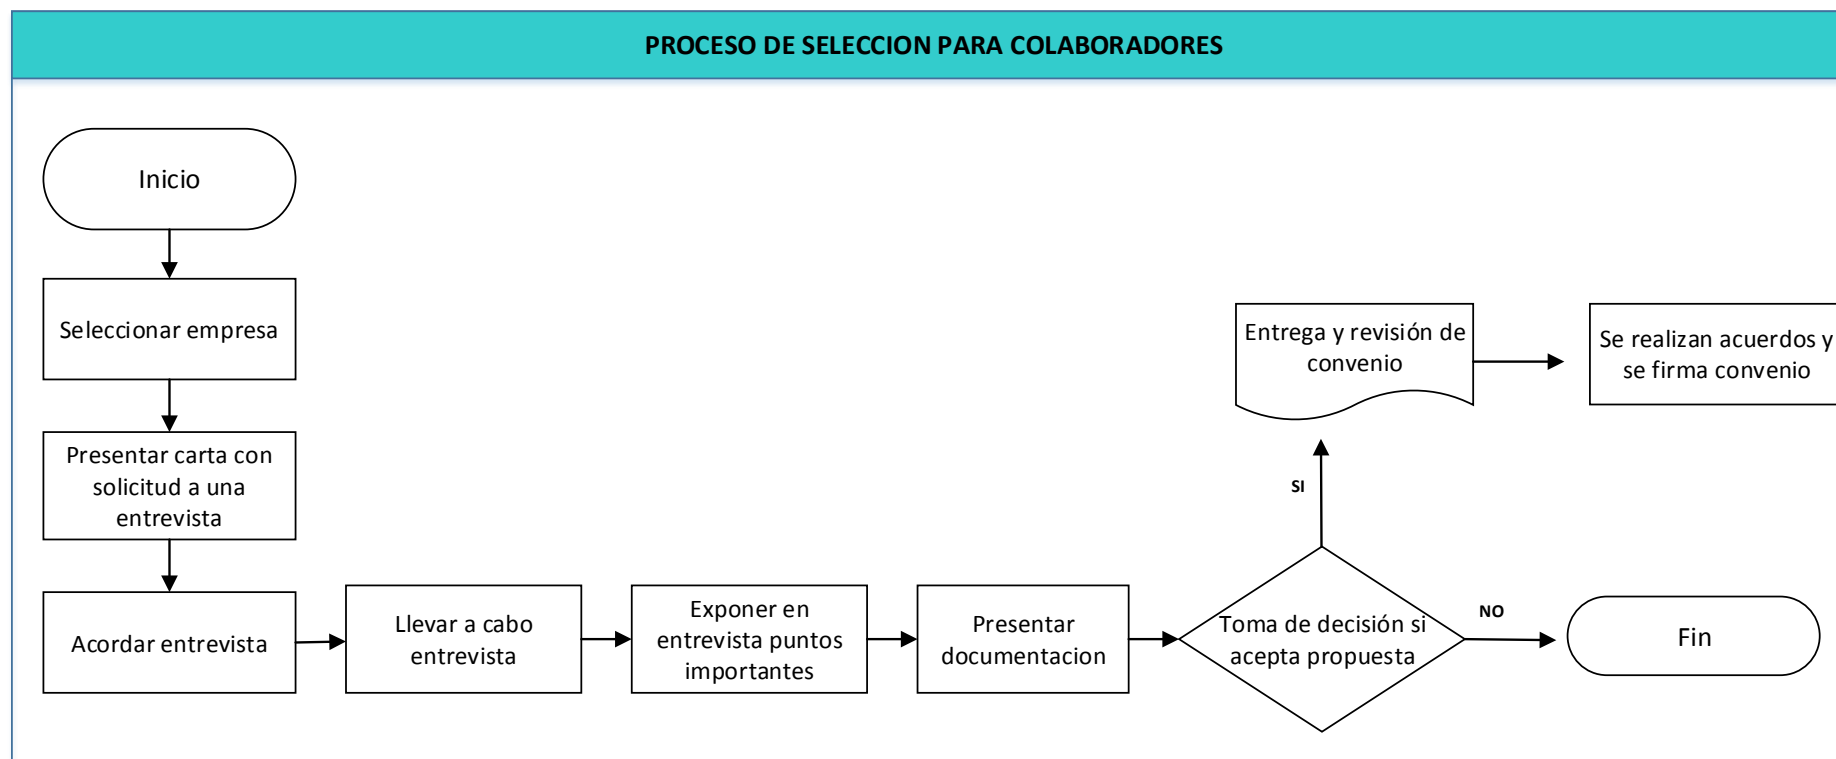 PROCESO DE SELECCION PARA COLABORADORES
Inicio
Seleccionar empresa
Presentar carta con
solicitud a una
entrevista
Acordar entrevista
Llevar a cabo
entrevista
Exponer en
entrevista puntos
importantes
Presentar
documentacion
Toma de decisión si
acepta propuesta
SI
Entrega y revisión de
convenio
Se realizan acuerdos y
se firma convenio
NO
Fin